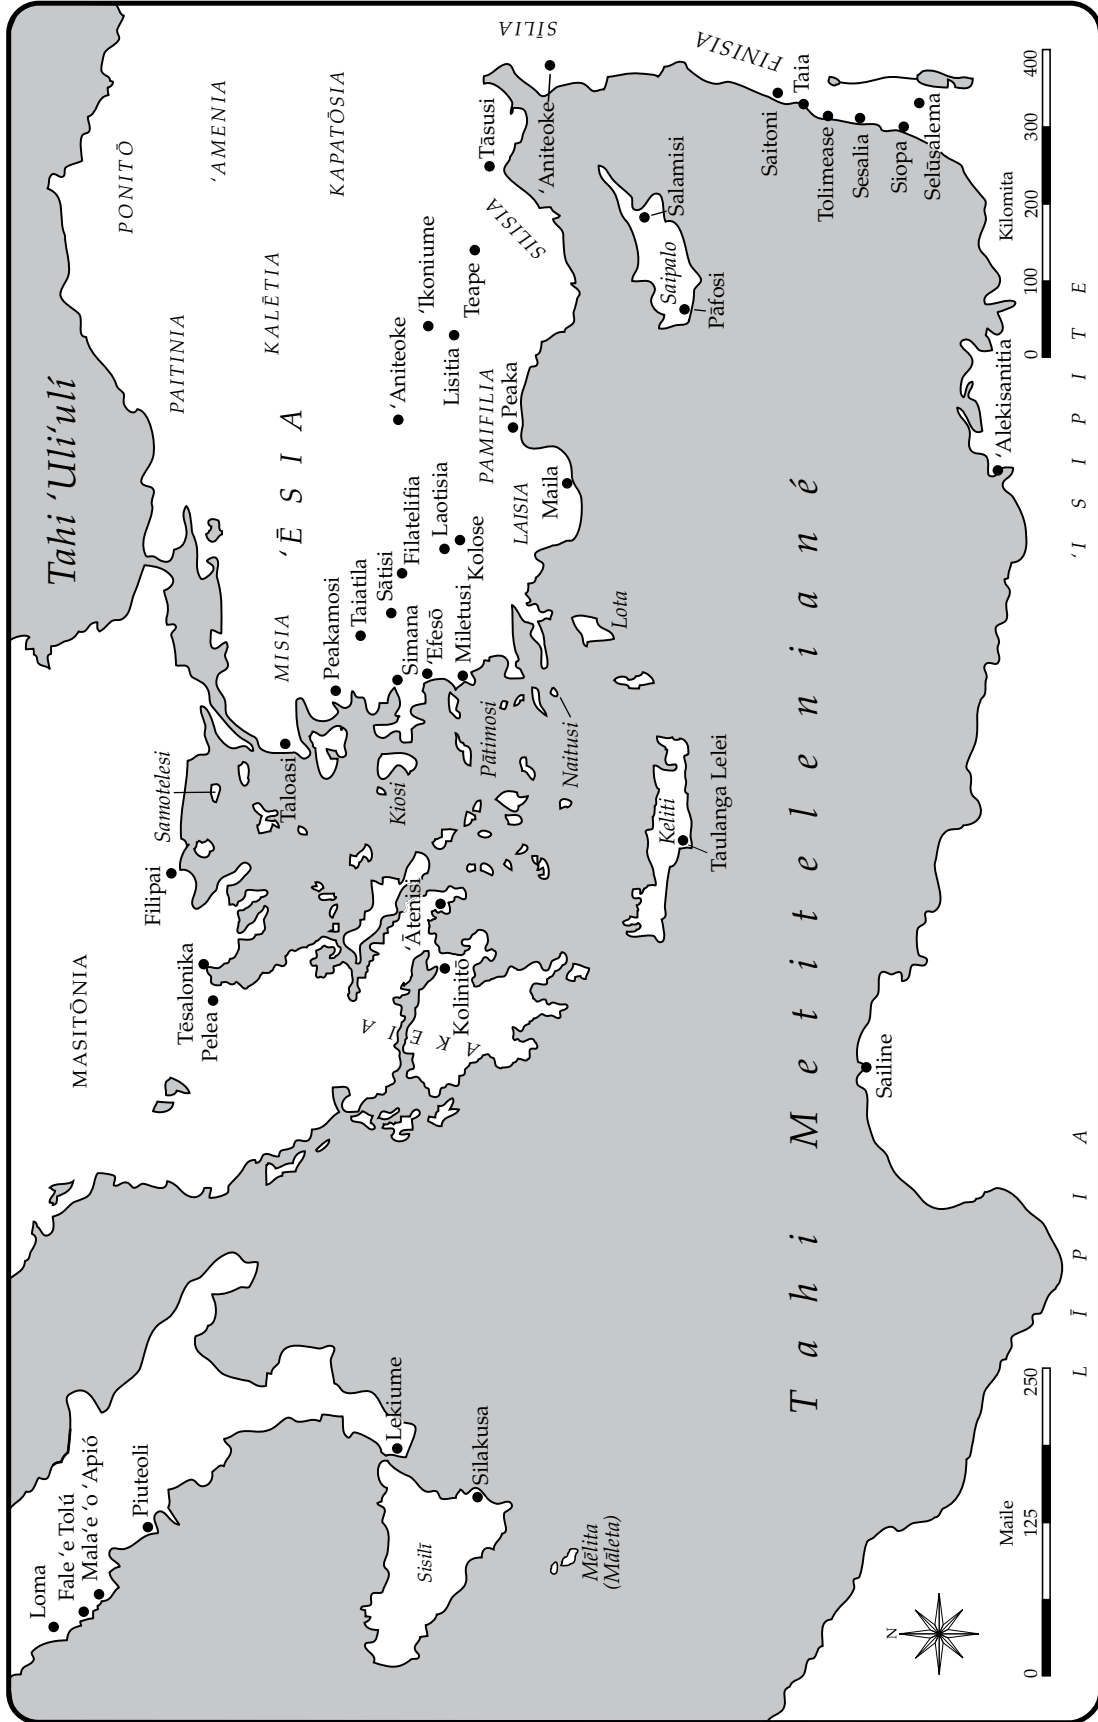 Tahi ʻUliʻulí
PONITŌ
ʻAMENIA
KAPATŌSIA
PAITINIA
KALĒTIA
ʻĒSIA
MISIA
MASITŌNIA
SILISIA
SĪLIA
FINISIA
PAMIFILIA
LAISIA
AKEIA
Loma
Fale ʻe Tolú
Malaʻe ʻo ʻApió
Piuteoli
Lekiume
Silakusa
Sisilī
Mēlita
(Māleta)
Filipai
Tēsalonika
Pelea
Samotelesi
Taloasi
Kiosi
ʻĀtenisi
Kolinitō
Pātimosi
Naitusi
Peakamosi
Taiatila
Sātisi
Simana
ʻEfesō
Miletusi
Filatelifia
Laotisia
Kolose
Lota
Maila
Peaka
ʻAniteoke
ʻIkoniume
Lisitia
Teape
Tāsusi
ʻAniteoke
Salamisi
Saipalo
Pāfosi
Keliti
Taulanga Lelei
Saitoni
Taia
Tolimease
Sesalia
Siopa
Selūsalema
Tahi Metiteleniané
Sailine
ʻAlekisanitia
LĪPIA
ʻISIPITE
N
Maile
0 125 250
Kilomita
0 100 200 300 400